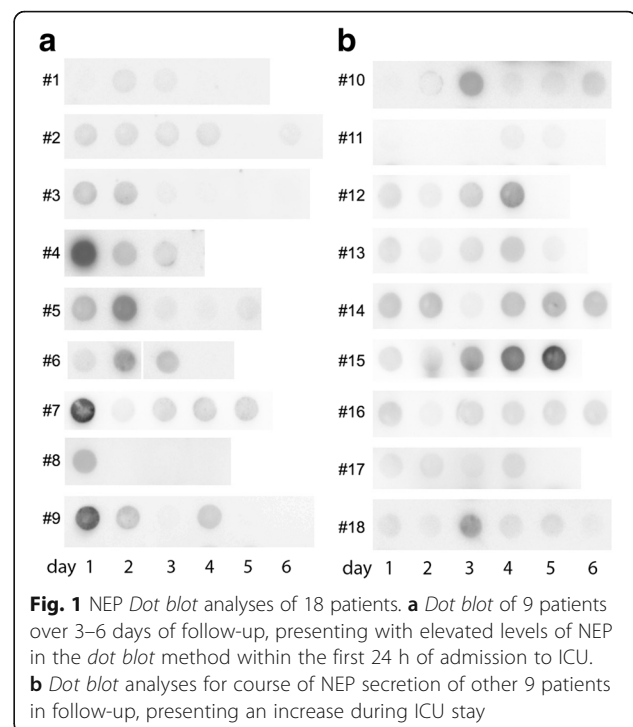 a
#1
#2
#3
#4
#5
#6
#7
#8
#9
day 1 2 3 4 5 6
b
#10
#11
#12
#13
#14
#15
#16
#17
#18
day 1 2 3 4 5 6
Fig. 1 NEP Dot blot analyses of 18 patients. a Dot blot of 9 patients
over 3–6 days of follow-up, presenting with elevated levels of NEP
in the dot blot method within the first 24 h of admission to ICU.
b Dot blot analyses for course of NEP secretion of other 9 patients
in follow-up, presenting an increase during ICU stay